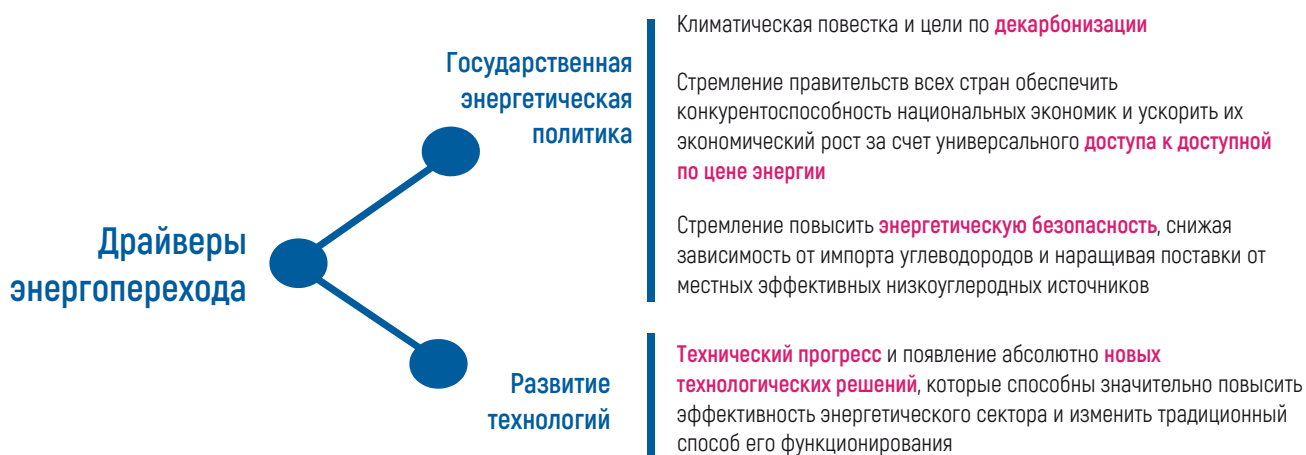 Драйверы
энергоперехода
Государственная
энергетическая
политика
Климатическая повестка и цели по декарбонизации
Стремление правительств всех стран обеспечить
конкурентоспособность национальных экономик и ускорить их
экономический рост за счет универсального доступа к доступной
по цене энергии
Стремление повысить энергетическую безопасность, снижая
зависимость от импорта углеводородов и наращивая поставки от
местных эффективных низкоуглеродных источников
Развитие
технологий
Технический прогресс и появление абсолютно новых
технологических решений, которые способны значительно повысить
эффективность энергетического сектора и изменить традиционный
способ его функционирования